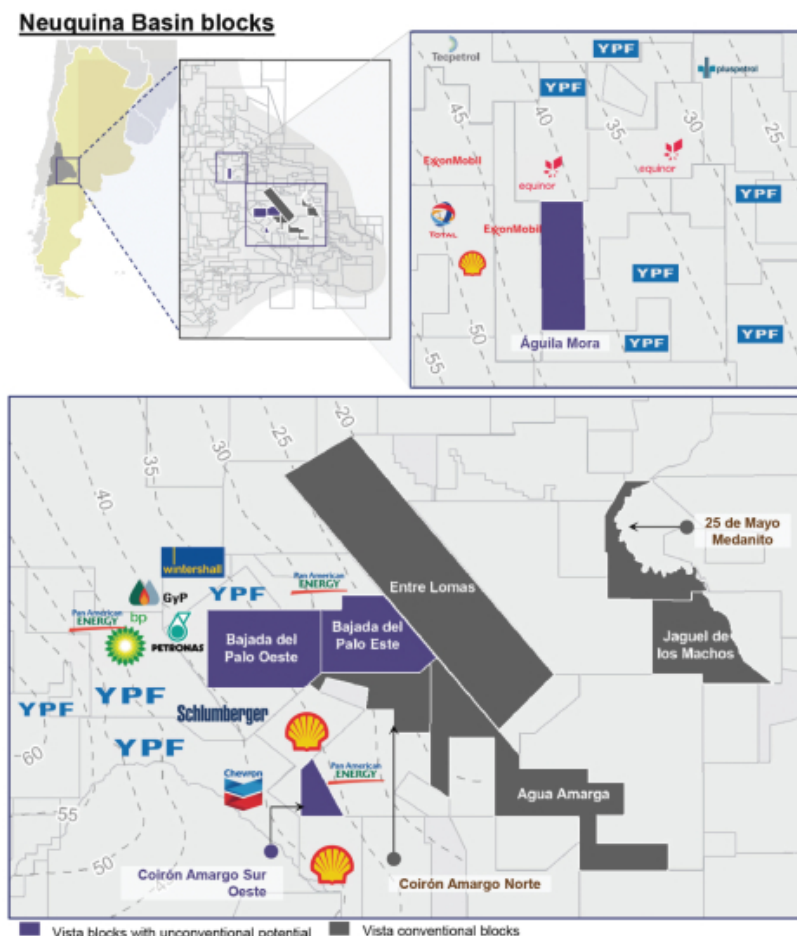 Neuquina Basin blocks
Tecpetrol
YPF
YPF
pluspetrol
45
40
35
30
25
ExxonMobil
equinor
equinor
YPF
TOTAL
ExxonMobil
YPF
50
55
Águila Mora
YPF
YPF
20
25
30
35
40
wintershall
Pan American
ENERGY
GyP
YPF
Pan American
ENERGY
bp
PETRONAS
Entre Lomas
25 de Mayo
Medanito
Bajada del
Palo Oeste
Bajada del
Palo Este
Jaguel de
los Machos
YPF
YPF
Schlumberger
YPF
60
Pan American
ENERGY
Chevron
55
50
45
Agua Amarga
Coirón Amargo Sur
Oeste
Coirón Amargo Norte
Vista blocks with unconventional potential
Vista conventional blocks